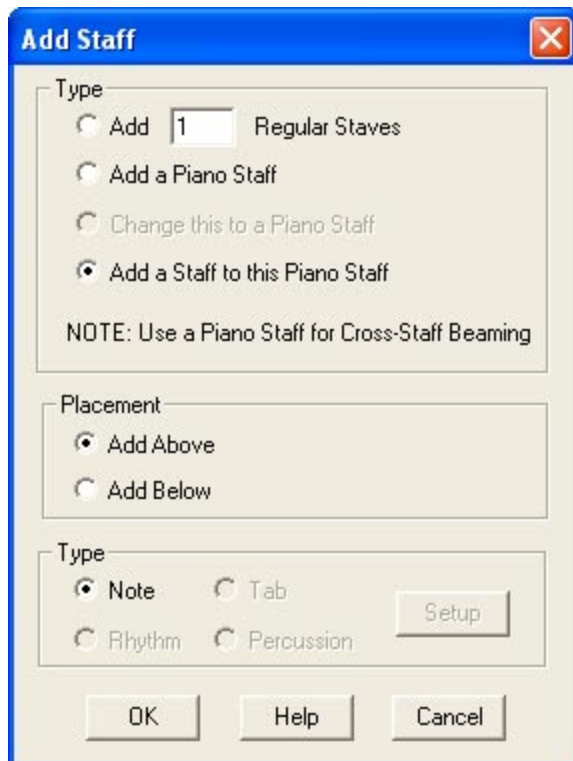 Add Staff
Type
Add 1 Regular Staves
Add a Piano Staff
Change this to a Piano Staff
Add a Staff to this Piano Staff
NOTE: Use a Piano Staff for Cross-Staff Beaming
Placement
Add Above
Add Below
Type
Note Tab
Setup
Rhythm Percussion
OK Help Cancel